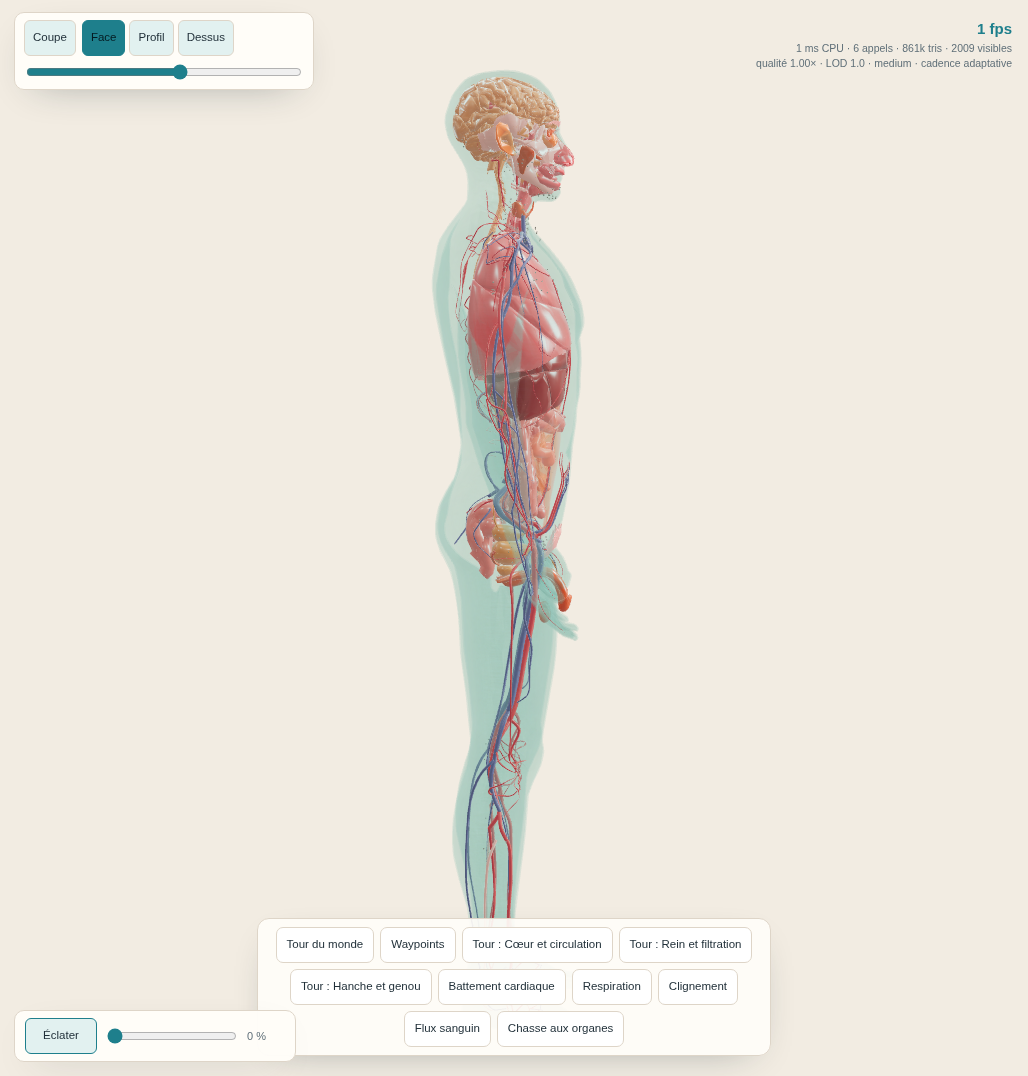 Coupe Face Profil Dessus
1 fps
1 ms CPU · 6 appels · 861k tris · 2009 visibles
qualité 1.00× · LOD 1.0 · medium · cadence adaptative
Tour du monde Waypoints Tour : Cœur et circulation Tour : Rein et filtration
Tour : Hanche et genou Battement cardiaque Respiration Clignement
Flux sanguin Chasse aux organes
Éclater 0 %